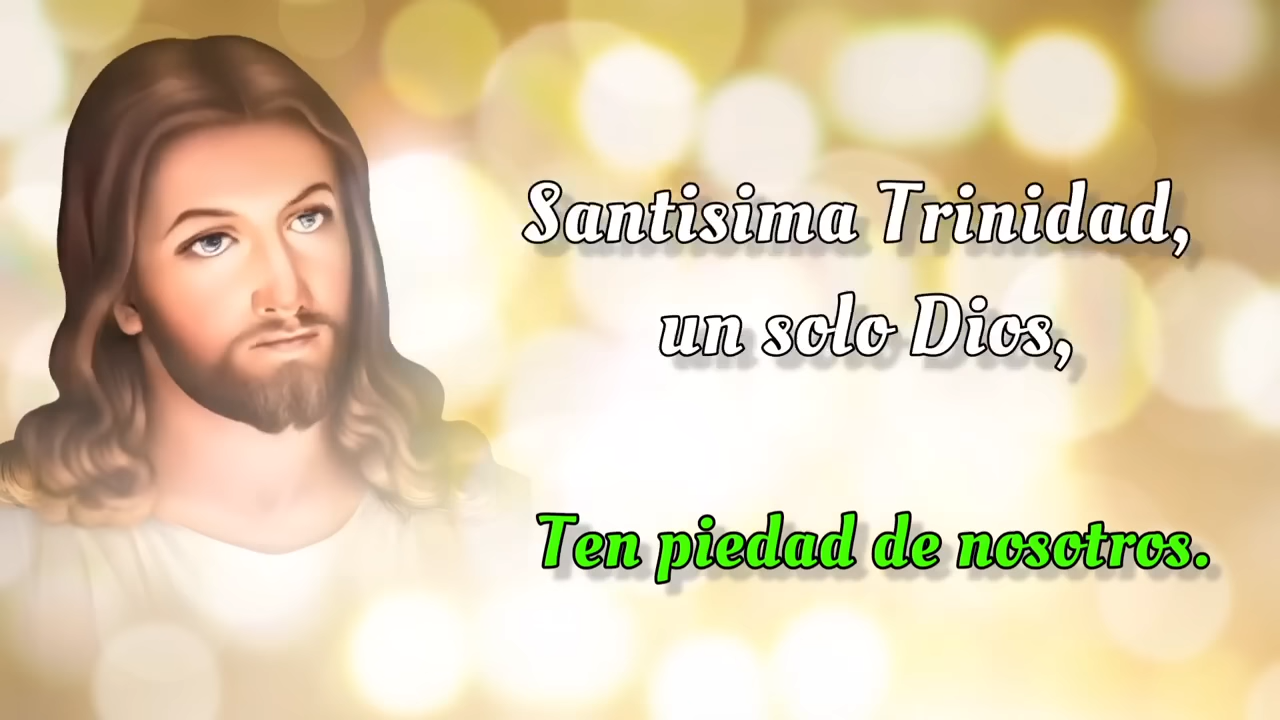 Santisima Trinidad,
un solo Dios,
Ten piedad de nosotros.